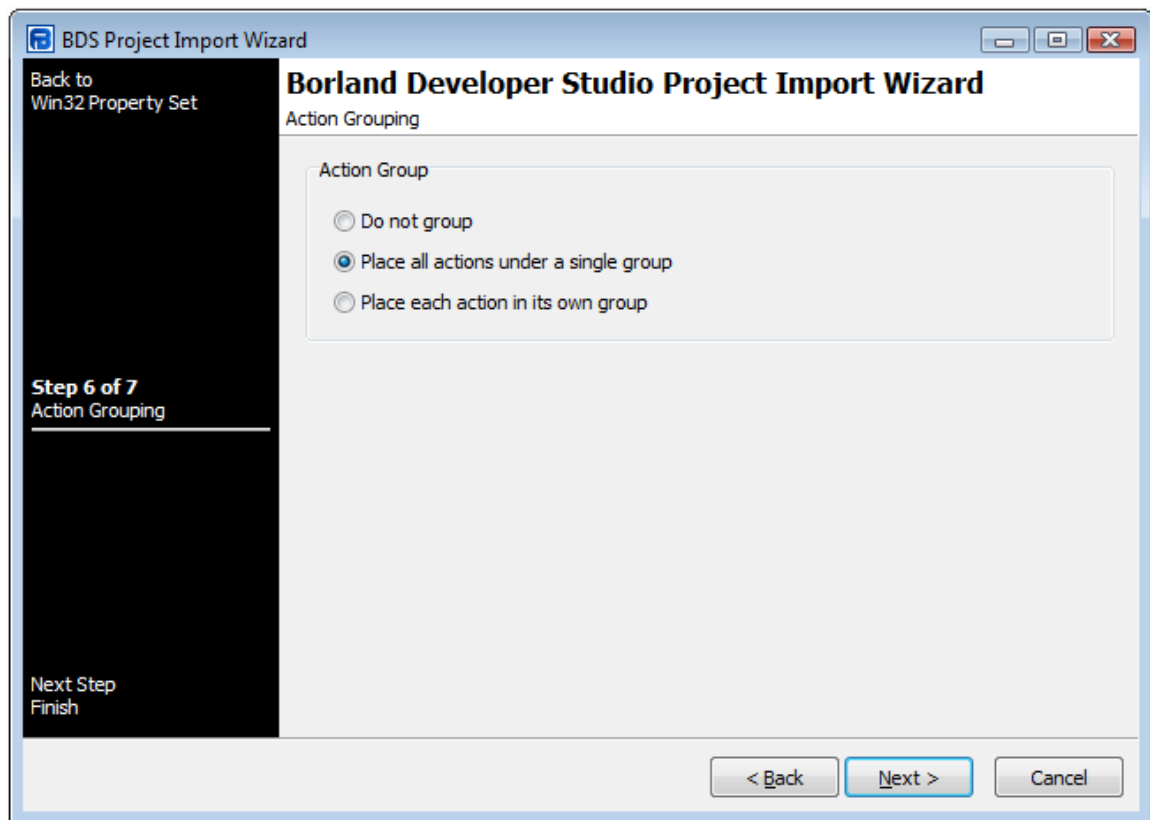 BDS Project Import Wizard
Back to
Win32 Property Set
Borland Developer Studio Project Import Wizard
Action Grouping
Action Group
Do not group
Place all actions under a single group
Place each action in its own group
Step 6 of 7
Action Grouping
Next Step
Finish
< Back
Next >
Cancel